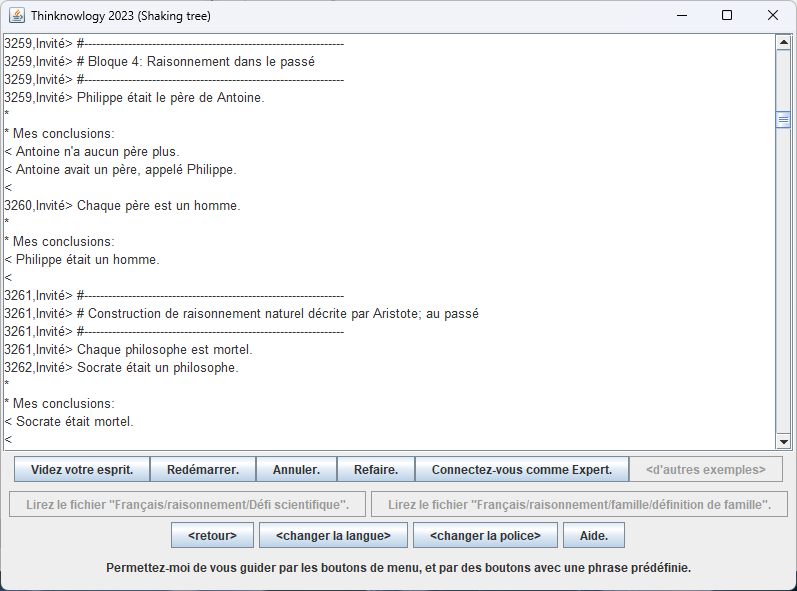 Thinknowlogy 2023 (Shaking tree)
3259,Invité> #-----------------------------------------------------------------
3259,Invité> # Bloque 4: Raisonnement dans le passé
3259,Invité> #-----------------------------------------------------------------
3259,Invité> Philippe était le père de Antoine.
*
* Mes conclusions:
< Antoine n'a aucun père plus.
< Antoine avait un père, appelé Philippe.
<
3260,Invité> Chaque père est un homme.
*
* Mes conclusions:
< Philippe était un homme.
<
3261,Invité> #-----------------------------------------------------------------
3261,Invité> # Construction de raisonnement naturel décrite par Aristote; au passé
3261,Invité> #-----------------------------------------------------------------
3261,Invité> Chaque philosophe est mortel.
3262,Invité> Socrate était un philosophe.
*
* Mes conclusions:
< Socrate était mortel.
<
Videz votre esprit. Redémarrer. Annuler. Refaire. Connectez-vous comme Expert. <d'autres exemples>
Lirez le fichier "Français/raisonnement/Défi scientifique". Lirez le fichier "Français/raisonnement/famille/définition de famille".
<retour> <changer la langue> <changer la police> Aide.
Permettez-moi de vous guider par les boutons de menu, et par des boutons avec une phrase prédéfinie.